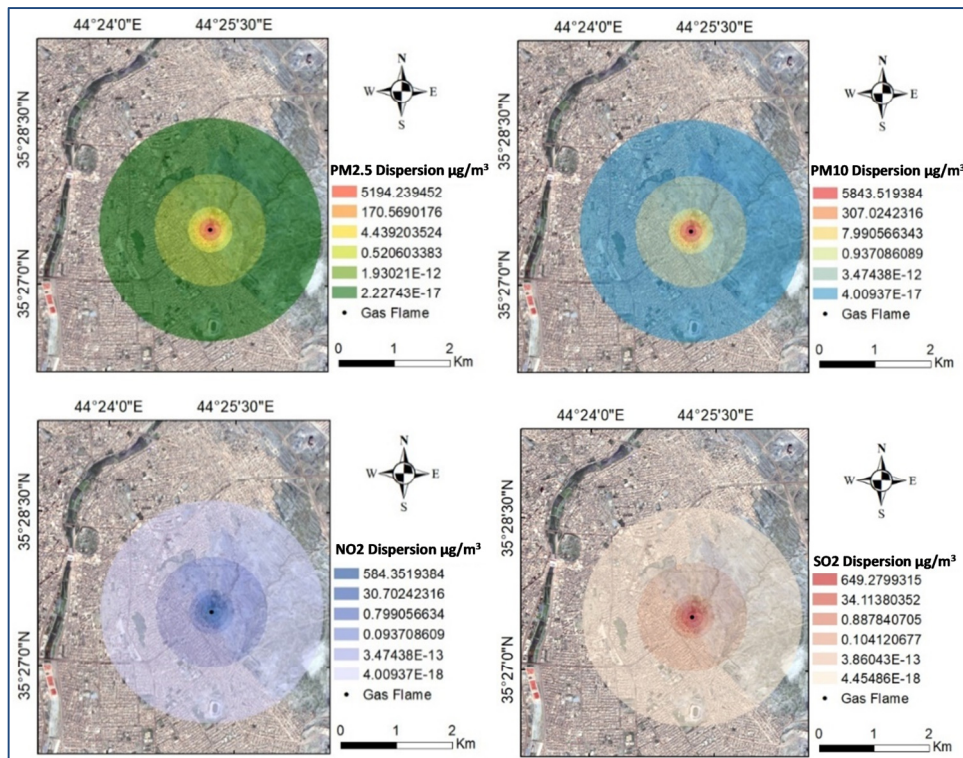 44°24'0"E 44°25'30"E
35°28'30"N
35°27'0"N
N
W E
S
PM2.5 Dispersion µg/m³
5194.239452
170.5690176
4.439203524
0.520603383
1.93021E-12
2.22743E-17
Gas Flame
0 1 2
Km
44°24'0"E 44°25'30"E
35°28'30"N
35°27'0"N
N
W E
S
PM10 Dispersion µg/m³
5843.519384
307.0242316
7.990566343
0.937086089
3.47438E-12
4.00937E-17
Gas Flame
0 1 2
Km
44°24'0"E 44°25'30"E
35°28'30"N
35°27'0"N
N
W E
S
NO2 Dispersion µg/m³
584.3519384
30.70242316
0.799056634
0.093708609
3.47438E-13
4.00937E-18
Gas Flame
0 1 2
Km
44°24'0"E 44°25'30"E
35°28'30"N
35°27'0"N
N
W E
S
SO2 Dispersion µg/m³
649.2799315
34.11380352
0.887840705
0.104120677
3.86043E-13
4.45486E-18
Gas Flame
0 1 2
Km